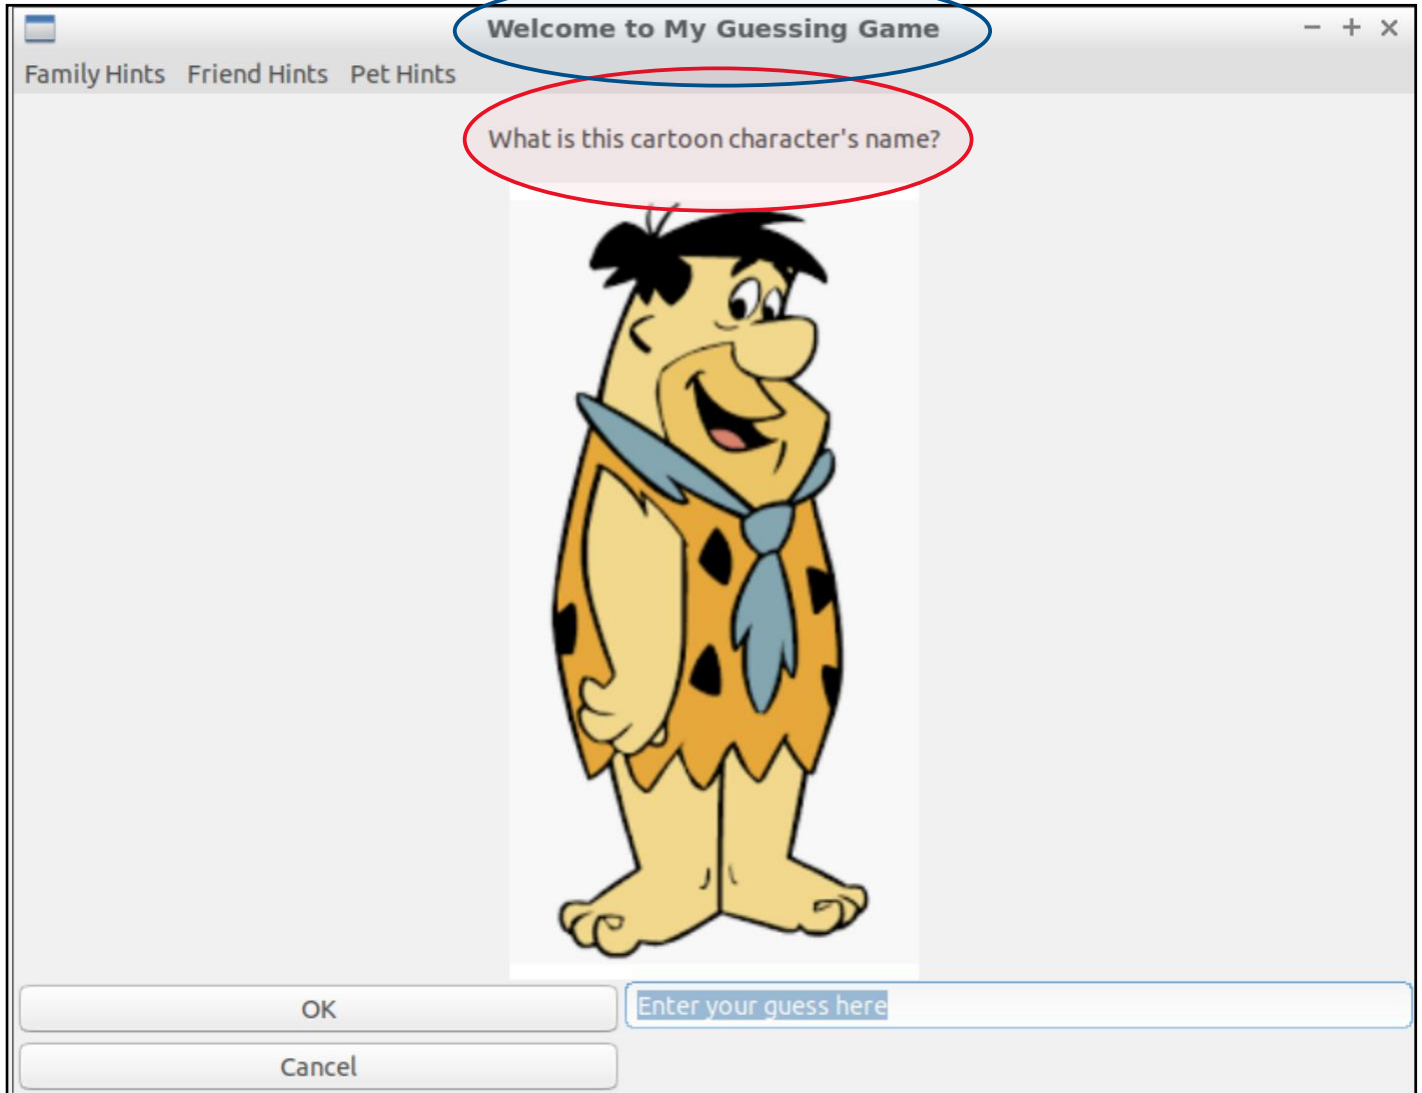 Welcome to My Guessing Game
Family Hints Friend Hints Pet Hints
What is this cartoon character's name?
OK
Enter your guess here
Cancel